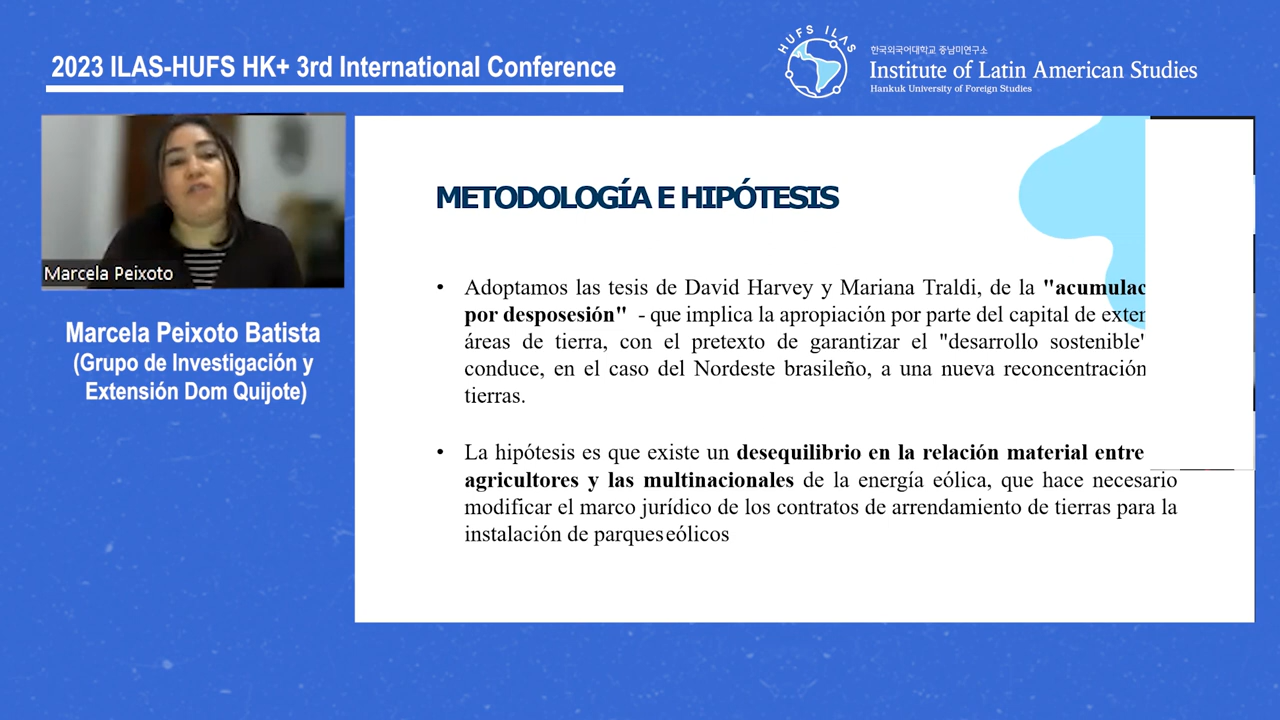 2023 ILAS-HUFS HK+ 3rd International Conference
HUFS ILAS
한국외국어대학교 중남미연구소
Institute of Latin American Studies
Hankuk University of Foreign Studies
Marcela Peixoto
Marcela Peixoto Batista
(Grupo de Investigación y
Extensión Dom Quijote)
METODOLOGÍA E HIPÓTESIS
• Adoptamos las tesis de David Harvey y Mariana Traldi, de la "acumulac
por desposesión" - que implica la apropiación por parte del capital de exten
áreas de tierra, con el pretexto de garantizar el "desarrollo sostenible"
conduce, en el caso del Nordeste brasileño, a una nueva reconcentración
tierras.
• La hipótesis es que existe un desequilibrio en la relación material entre
agricultores y las multinacionales de la energía eólica, que hace necesario
modificar el marco jurídico de los contratos de arrendamiento de tierras para la
instalación de parques eólicos